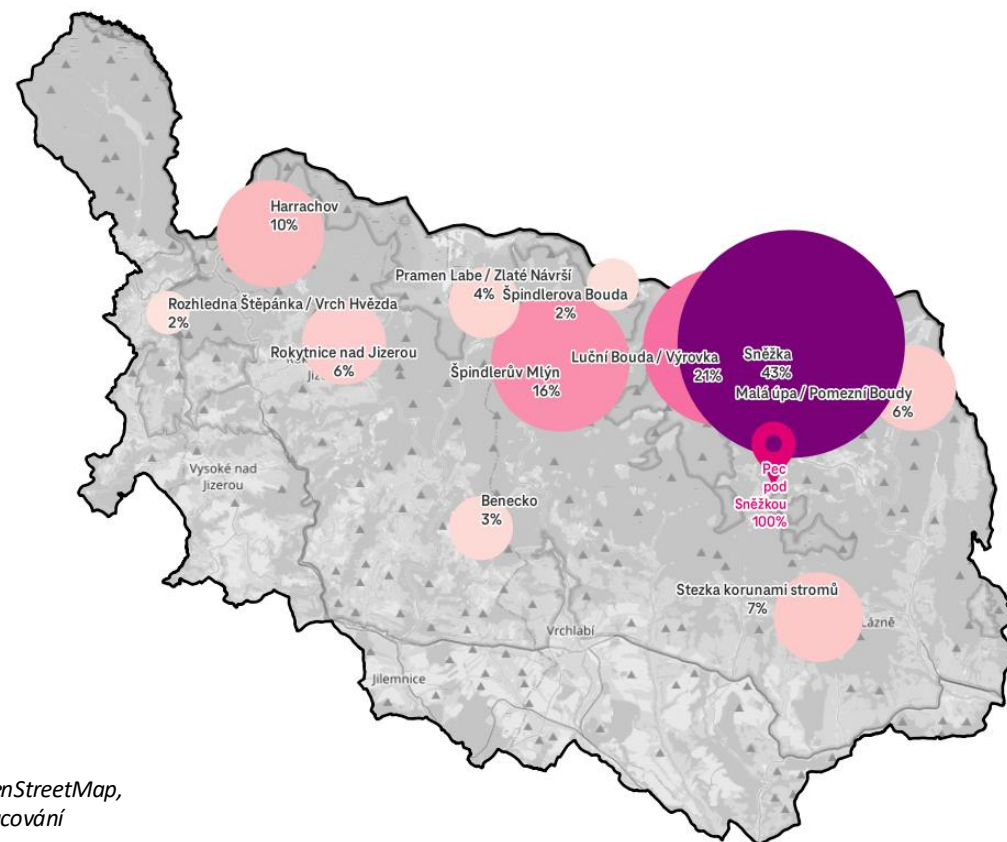 Harrachov
10%
Pramen Labe / Zlaté Návrší
4%
Špindlerova Bouda
2%
Rozhledna Štěpánka / Vrch Hvězda
2%
Rokytnice nad Jizerou
6%
Špindlerův Mlýn
16%
Luční Bouda / Výrovka
21%
Sněžka
43%
Malá úpa / Pomezní Boudy
6%
Pec
pod
Sněžkou
100%
Vysoké nad
Jizerou
Benecko
3%
Stezka korunami stromů
7%
Lázně
Vrchlabí
Jilemnice
enStreetMap,
cování